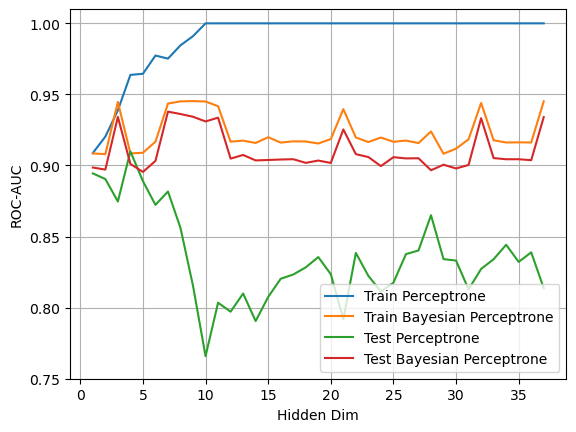 1.00
0.95
0.90
0.85
0.80
0.75
ROC-AUC
0 5 10 15 20 25 30 35
Hidden Dim
Train Perceptrone
Train Bayesian Perceptrone
Test Perceptrone
Test Bayesian Perceptrone